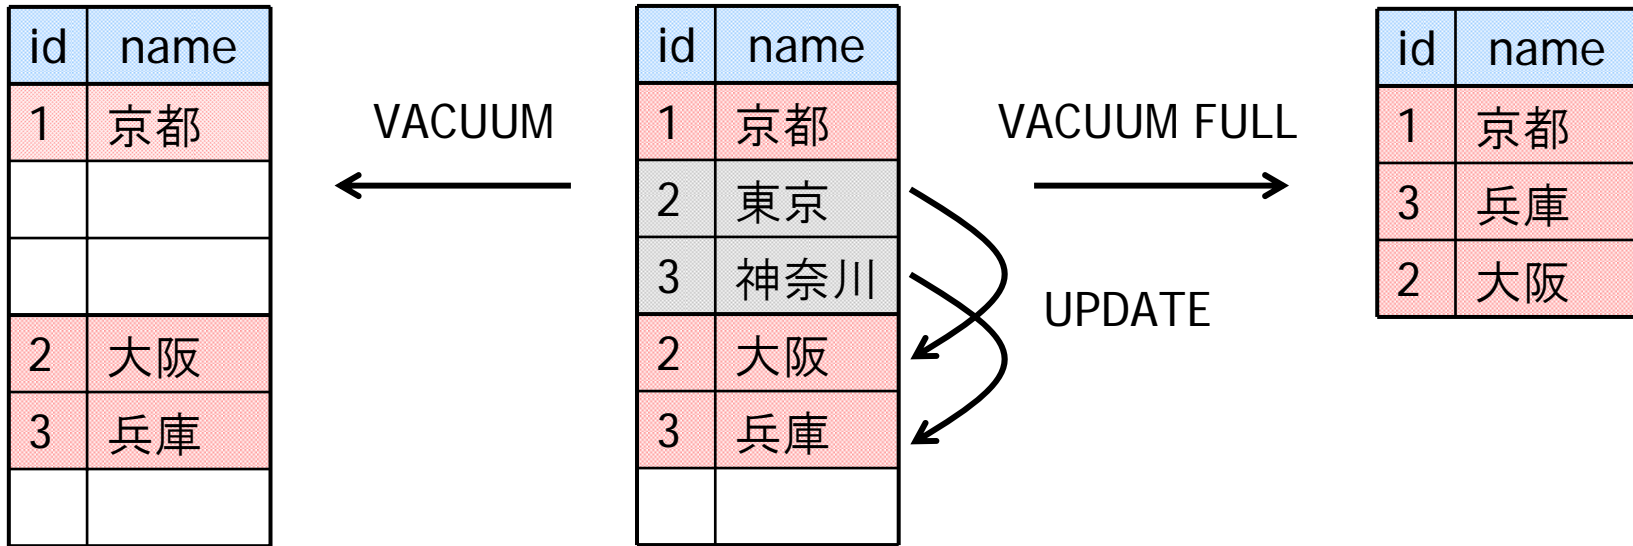 id name
1 京都
2 大阪
3 兵庫
VACUUM
id name
1 京都
2 東京
3 神奈川
2 大阪
3 兵庫
VACUUM FULL
UPDATE
id name
1 京都
3 兵庫
2 大阪